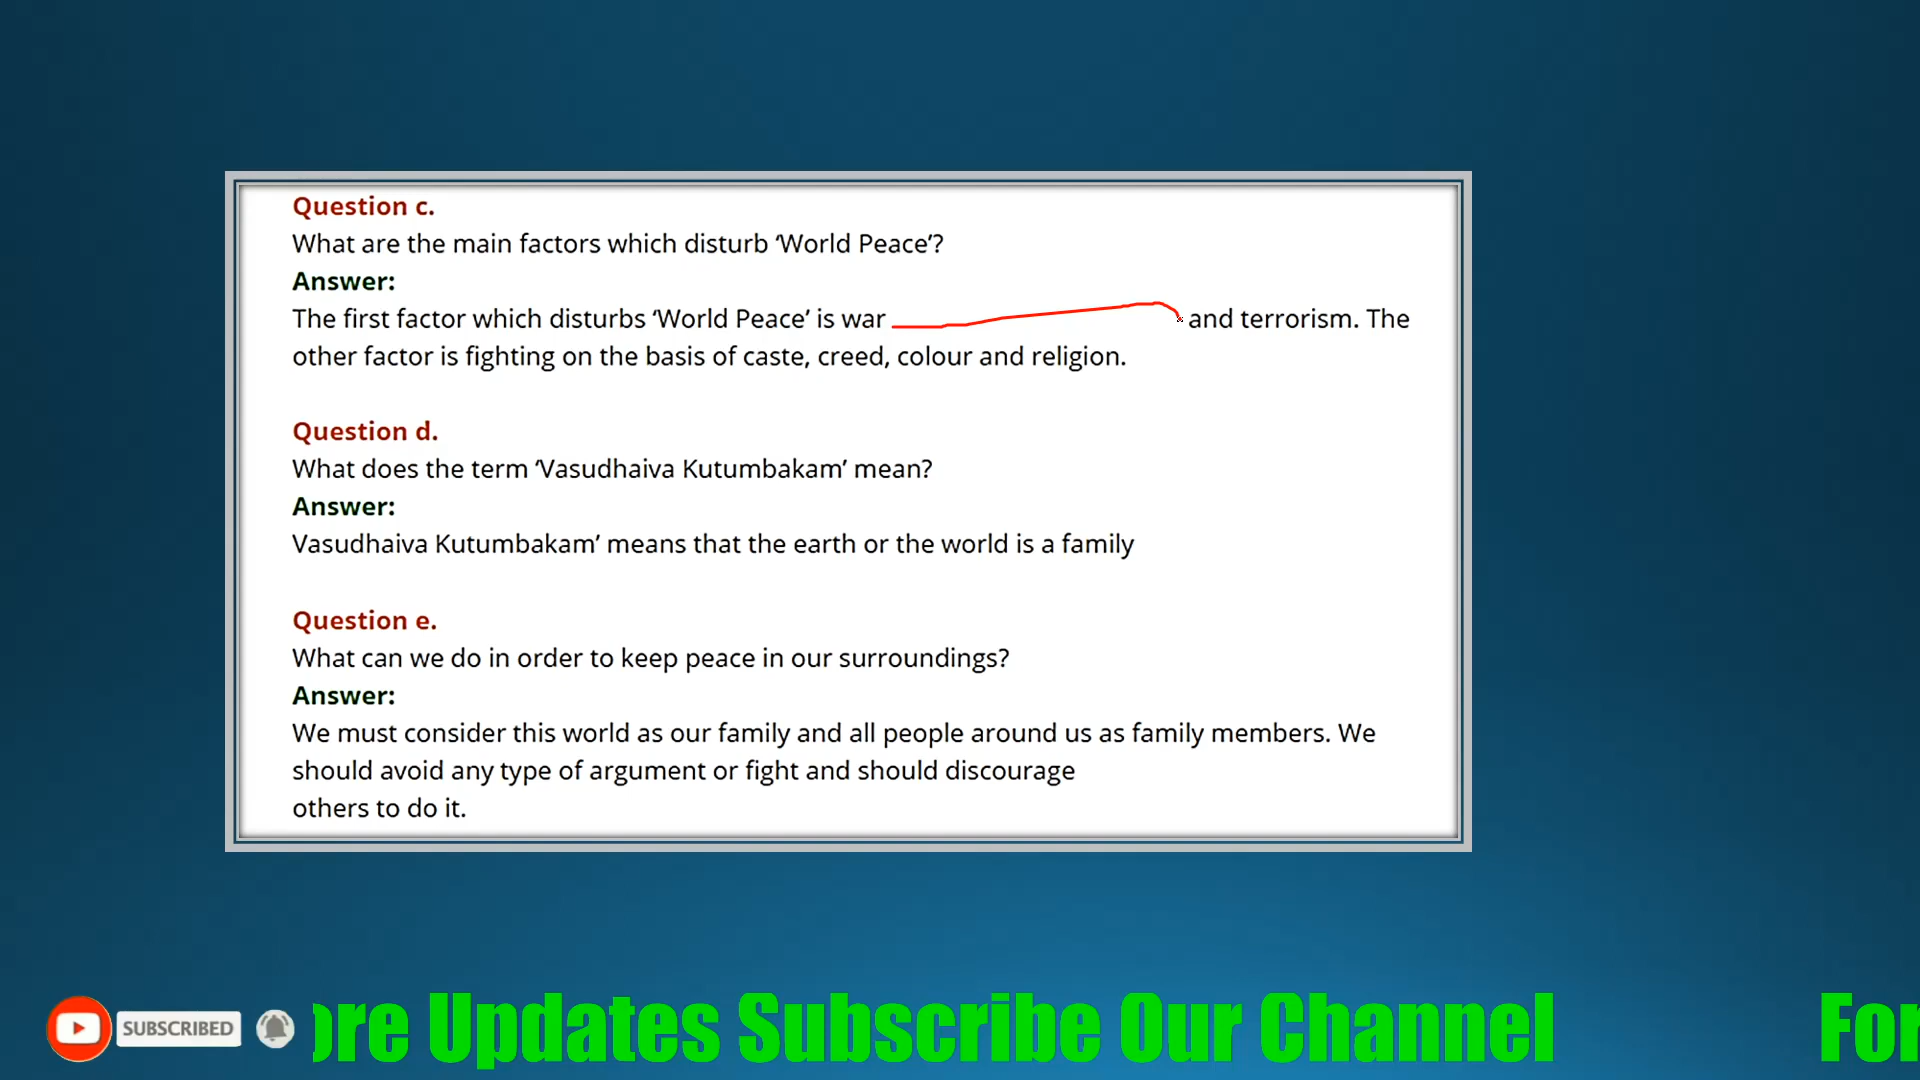 Question c.
What are the main factors which disturb ‘World Peace’?
Answer:
The first factor which disturbs ‘World Peace’ is war and terrorism. The
other factor is fighting on the basis of caste, creed, colour and religion.
Question d.
What does the term ‘Vasudhaiva Kutumbakam’ mean?
Answer:
Vasudhaiva Kutumbakam’ means that the earth or the world is a family
Question e.
What can we do in order to keep peace in our surroundings?
Answer:
We must consider this world as our family and all people around us as family members. We
should avoid any type of argument or fight and should discourage
others to do it.
SUBSCRIBED
ore Updates Subscribe Our Channel For